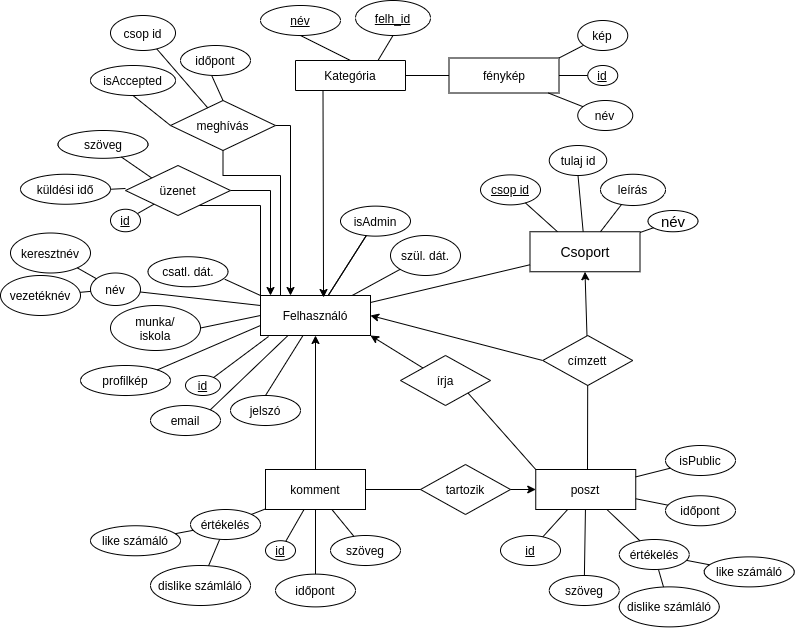 név
felh_id
csop id
időpont
isAccepted
kép
Kategória
fénykép
id
név
meghívás
szöveg
üzenet
küldési idő
id
tulaj id
csop id
leírás
név
isAdmin
Csoport
keresztnév
csatl. dát.
szül. dát.
vezetéknév
név
Felhasználó
munka/
iskola
profilkép
id
email
jelszó
írja
címzett
isPublic
komment
tartozik
poszt
időpont
értékelés
like számáló
id
szöveg
dislike számláló
időpont
id
értékelés
like számáló
szöveg
dislike számláló